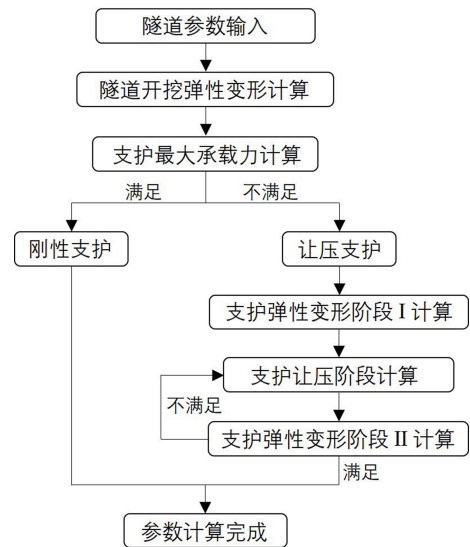 隧道参数输入
隧道开挖弹性变形计算
支护最大承载力计算
满足
不满足
刚性支护
让压支护
支护弹性变形阶段 I 计算
支护让压阶段计算
不满足
支护弹性变形阶段 II 计算
满足
参数计算完成